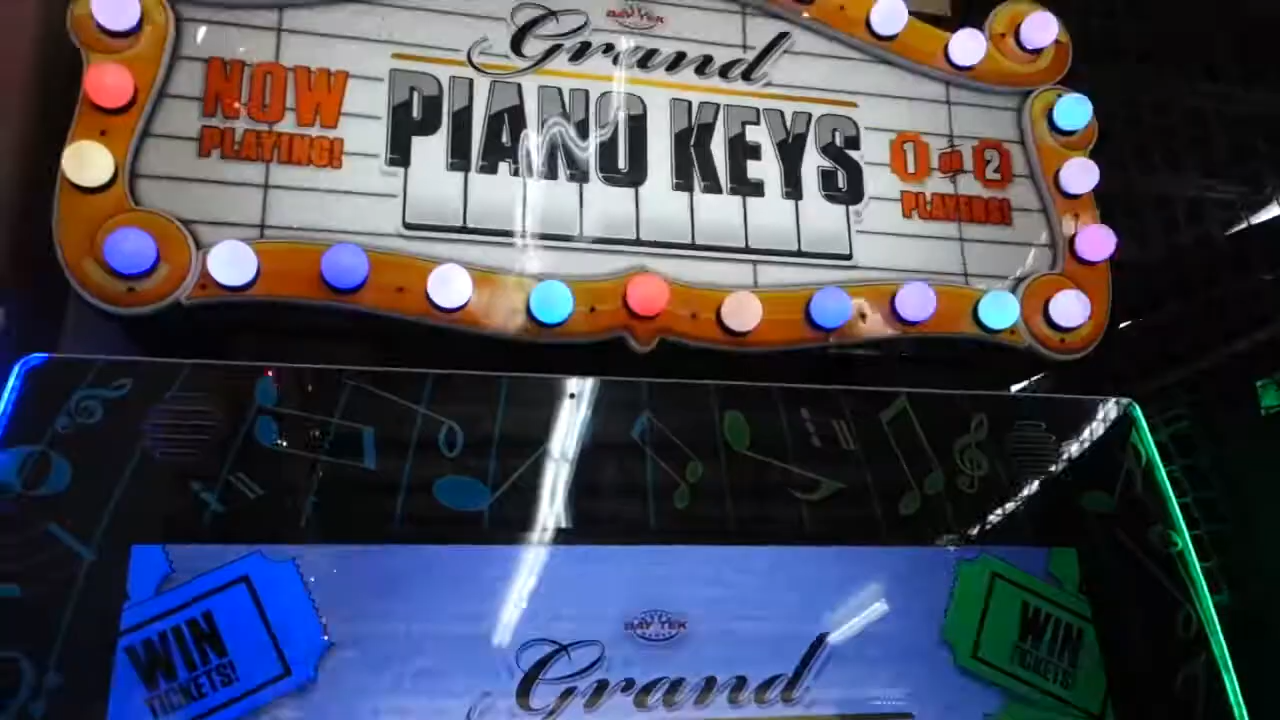 BAY TEK
Grand
PIANO KEYS
NOW
PLAYING!
1 or 2
PLAYERS!
BAY TEK
Grand
WIN
TICKETS!
WIN
TICKETS!